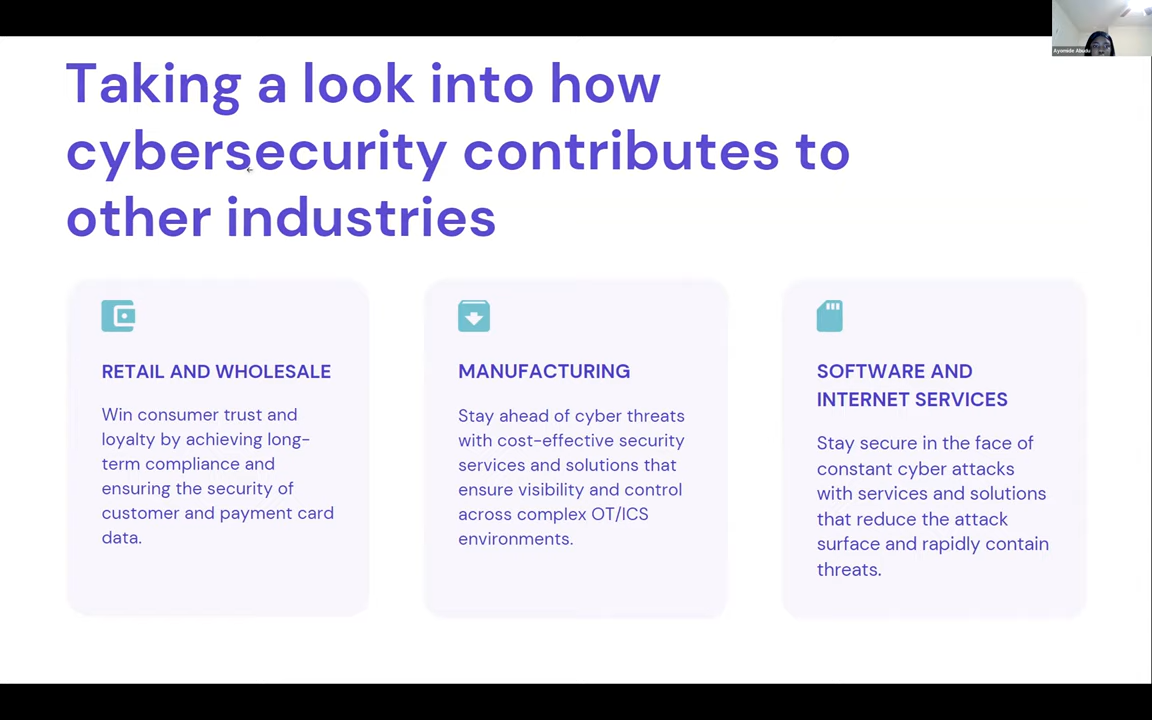 Taking a look into how
cybersecurity contributes to
other industries
RETAIL AND WHOLESALE
Win consumer trust and
loyalty by achieving long-
term compliance and
ensuring the security of
customer and payment card
data.
MANUFACTURING
Stay ahead of cyber threats
with cost-effective security
services and solutions that
ensure visibility and control
across complex OT/ICS
environments.
SOFTWARE AND
INTERNET SERVICES
Stay secure in the face of
constant cyber attacks
with services and solutions
that reduce the attack
surface and rapidly contain
threats.
Ayomide Abudu